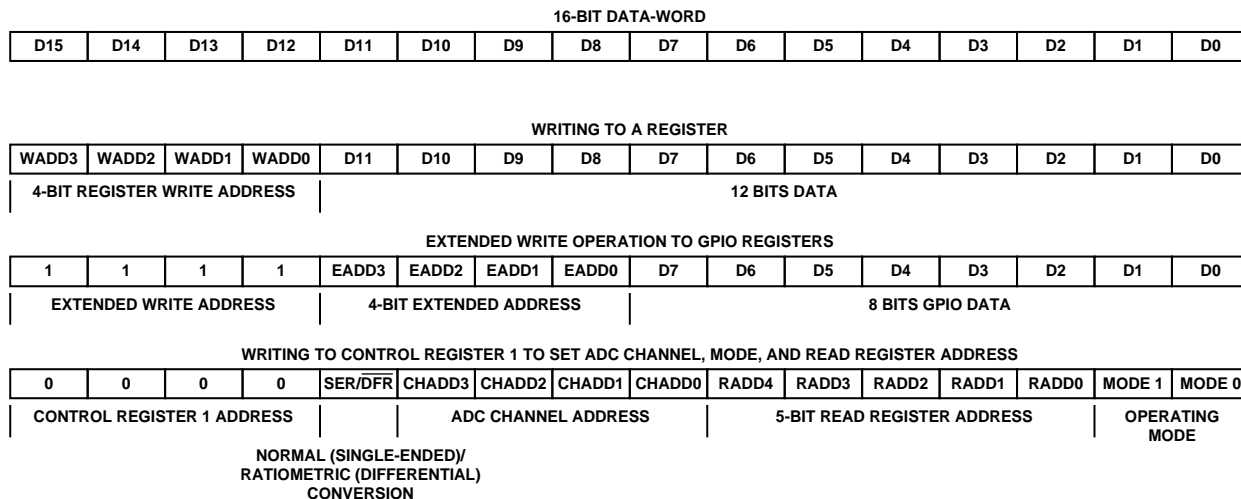 16-BIT DATA-WORD
D15 D14 D13 D12 D11 D10 D9 D8 D7 D6 D5 D4 D3 D2 D1 D0
WRITING TO A REGISTER
WADD3 WADD2 WADD1 WADD0 D11 D10 D9 D8 D7 D6 D5 D4 D3 D2 D1 D0
4-BIT REGISTER WRITE ADDRESS 12 BITS DATA
EXTENDED WRITE OPERATION TO GPIO REGISTERS
1 1 1 1 EADD3 EADD2 EADD1 EADD0 D7 D6 D5 D4 D3 D2 D1 D0
EXTENDED WRITE ADDRESS 4-BIT EXTENDED ADDRESS 8 BITS GPIO DATA
WRITING TO CONTROL REGISTER 1 TO SET ADC CHANNEL, MODE, AND READ REGISTER ADDRESS
0 0 0 0 SER/D̅F̅R̅ CHADD3 CHADD2 CHADD1 CHADD0 RADD4 RADD3 RADD2 RADD1 RADD0 MODE 1 MODE 0
CONTROL REGISTER 1 ADDRESS ADC CHANNEL ADDRESS 5-BIT READ REGISTER ADDRESS OPERATING
MODE
NORMAL (SINGLE-ENDED)/
RATIOMETRIC (DIFFERENTIAL)
CONVERSION